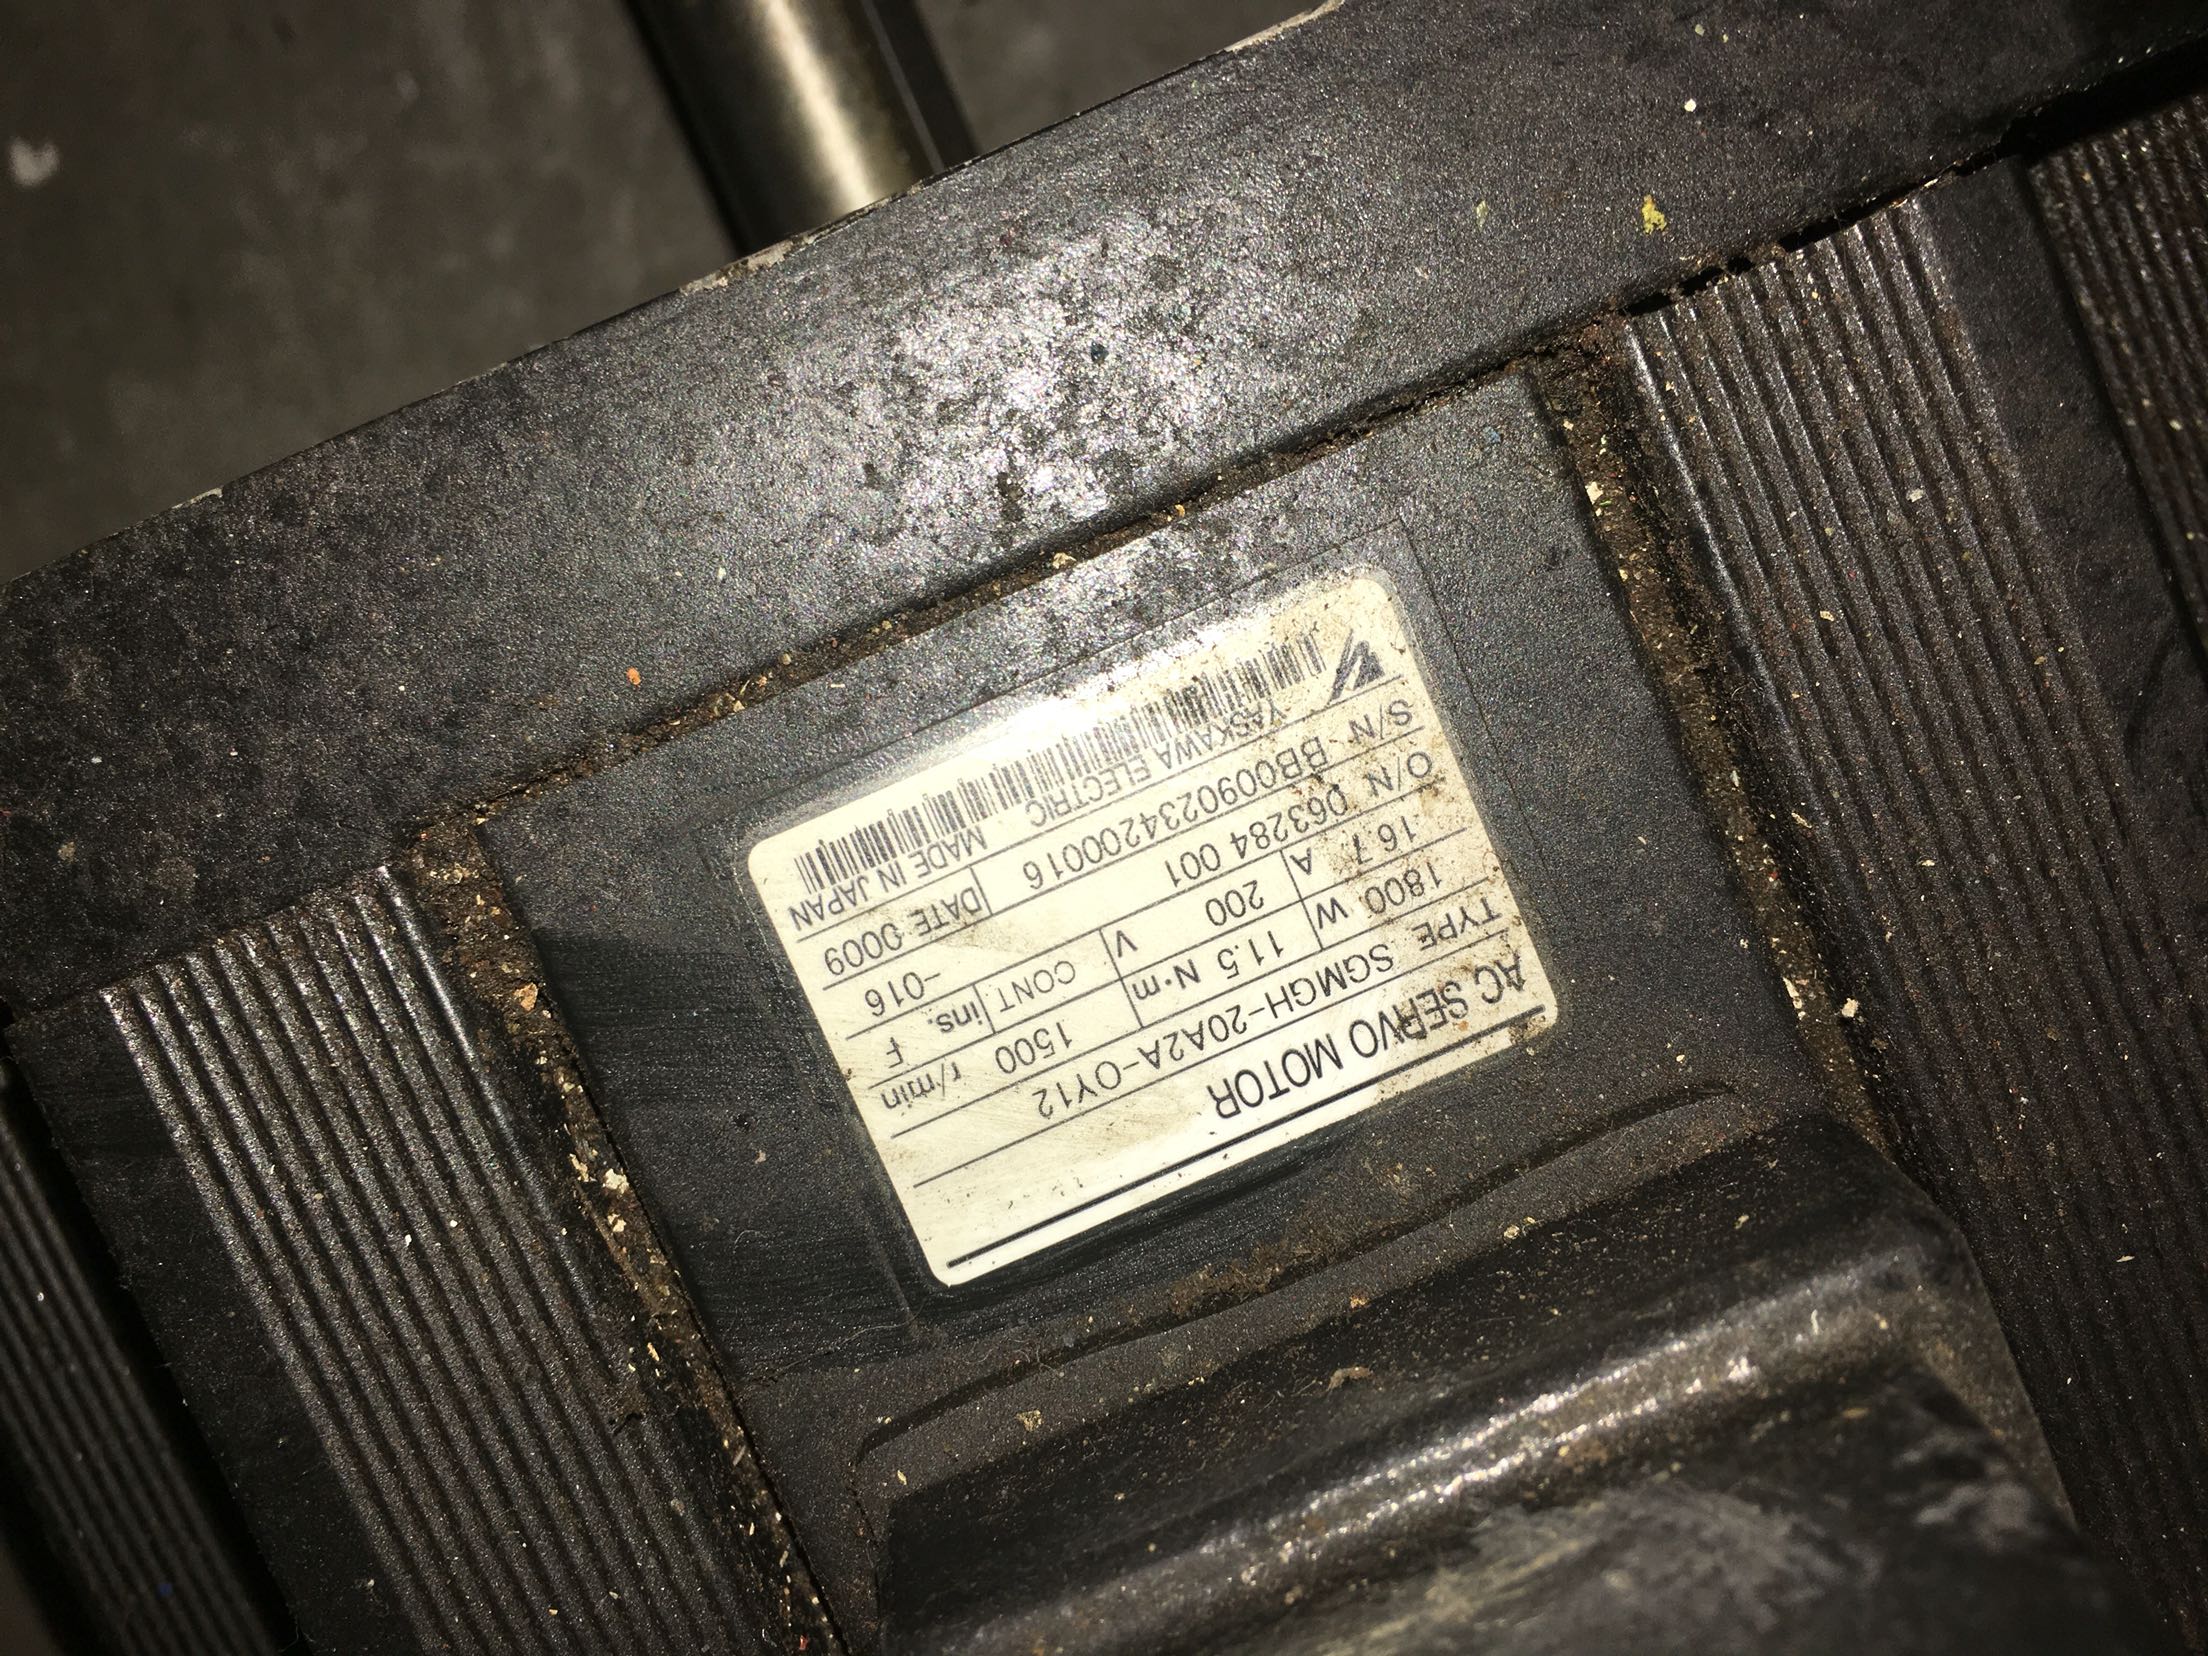 AC SERVO MOTOR
TYPE SGMGH-20A2A-OY12
1800 W 11.5 N·m 1500 r/min
16.7 A 200 V CONT. ins. F
O/N 063284 001 -016
S/N BB0090234200016 DATE 0009
YASKAWA ELECTRIC MADE IN JAPAN